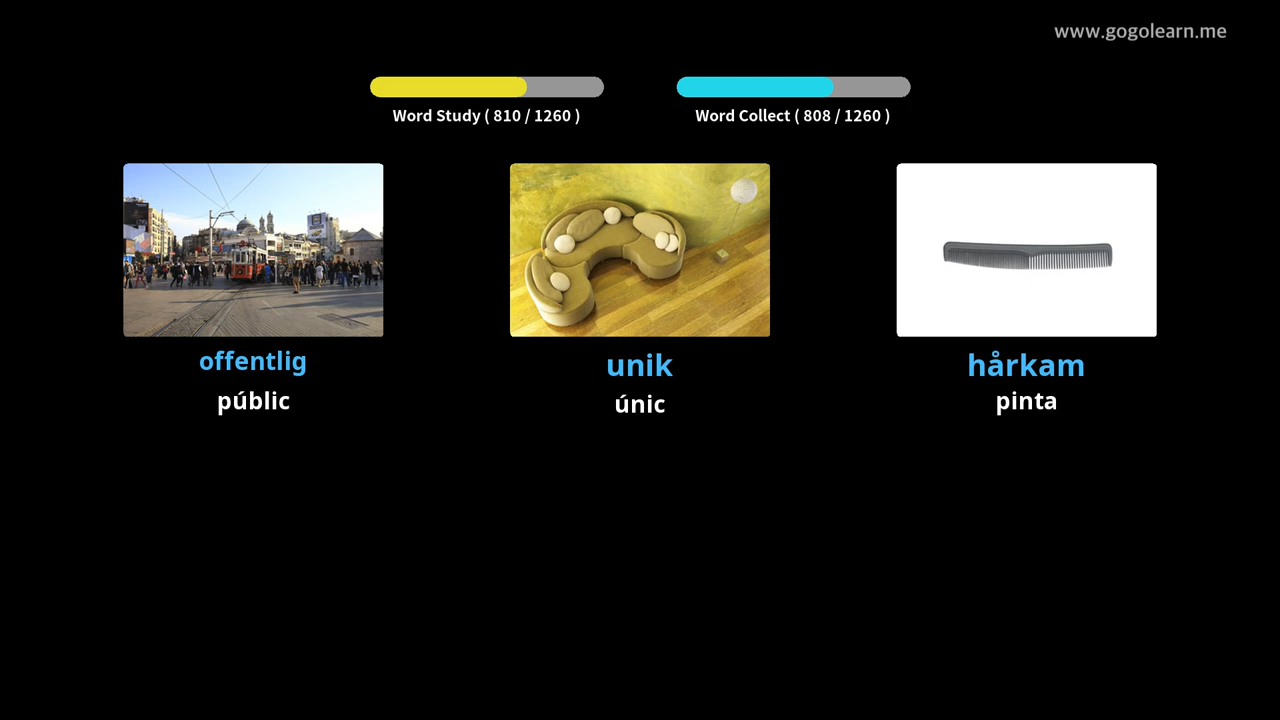 www.gogolearn.me
Word Study ( 810 / 1260 )
Word Collect ( 808 / 1260 )
offentlig
públic
unik
únic
hårkam
pinta